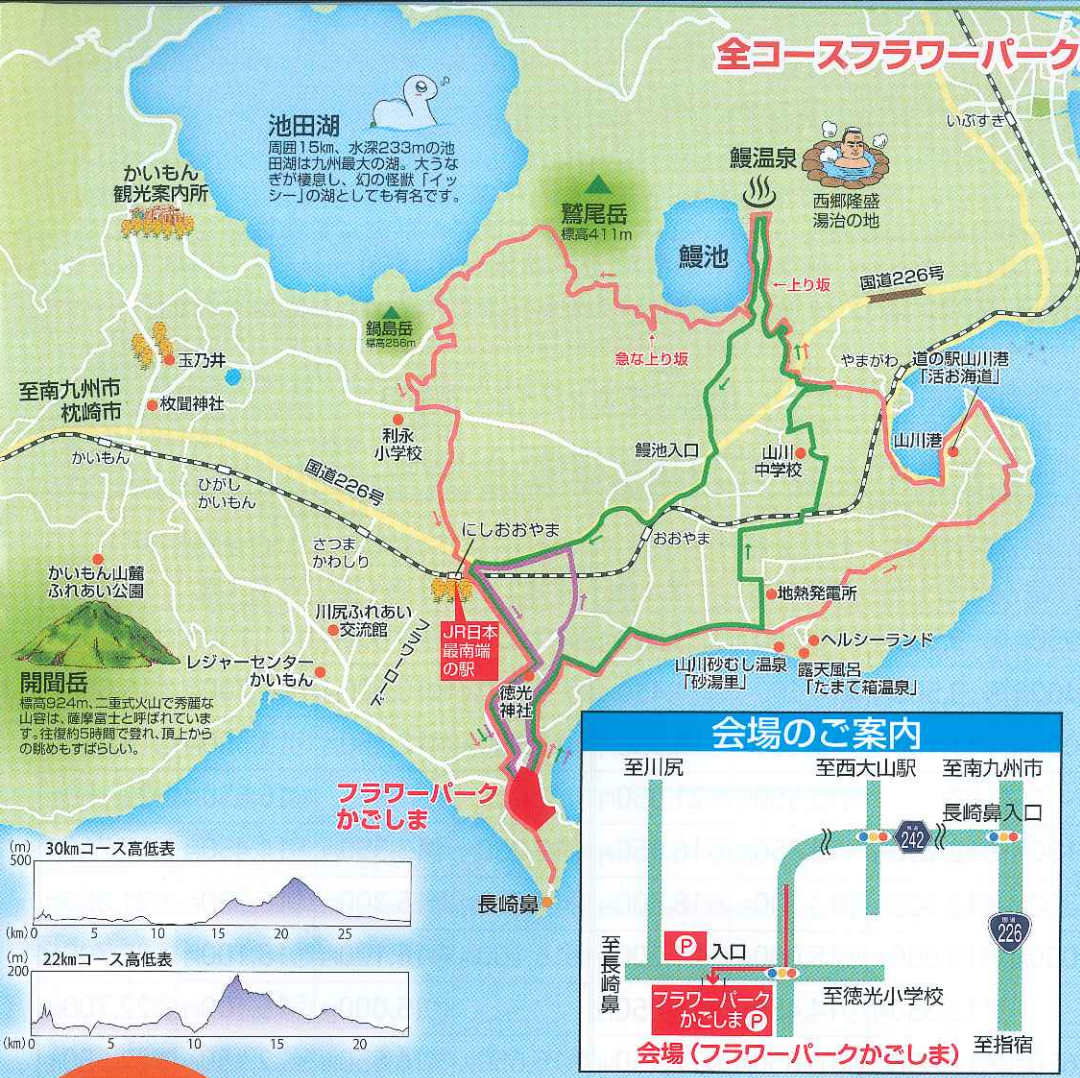 全コースフラワーパーク
いぶすき
池田湖
周囲15km、水深233mの池
田湖は九州最大の湖。大うな
ぎが棲息し、幻の怪獣「イッ
シー」の湖としても有名です。
かいもん
観光案内所
鷲尾岳
標高411m
鰻温泉
西郷隆盛
湯治の地
鰻池
←上り坂
国道226号
鍋島岳
標高256m
急な上り坂
やまがわ
道の駅山川港
「活お海道」
玉乃井
至南九州市
枕崎市
枚聞神社
利永
小学校
鰻池入口
山川
中学校
山川港
かいもん
ひがし
かいもん
国道226号
にしおおやま
おおやま
さつま
かわしり
かいもん山麓
ふれあい公園
地熱発電所
川尻ふれあい
交流館
フラワーロード
JR日本
最南端
の駅
ヘルシーランド
レジャーセンター
かいもん
徳光
神社
山川砂むし温泉
「砂湯里」
露天風呂
「たまて箱温泉」
開聞岳
標高924m、二重式火山で秀麗な
山容は、薩摩富士と呼ばれていま
す。往復約5時間で登れ、頂上から
の眺めもすばらしい。
フラワーパーク
かごしま
長崎鼻
(m) 30kmコース高低表
500
(km) 0 5 10 15 20 25
(m) 22kmコース高低表
200
(km) 0 5 10 15 20
会場のご案内
至川尻
至西大山駅
至南九州市
長崎鼻入口
県道
242
国道
226
至長崎鼻
P 入口
フラワーパーク
かごしま P
至徳光小学校
会場(フラワーパークかごしま)
至指宿